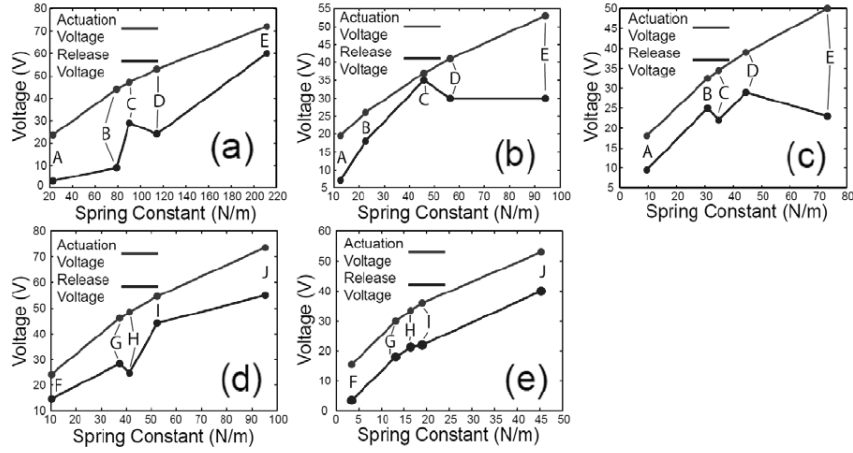 Actuation
Voltage
Release
Voltage
Voltage (V)
80
70
60
50
40
30
20
10
0
A
B
C
D
E
(a)
20 40 60 80 100 120 140 160 180 200 220
Spring Constant (N/m)
Actuation
Voltage
Release
Voltage
Voltage (V)
55
50
45
40
35
30
25
20
15
10
5
A
B
C
D
E
(b)
10 20 30 40 50 60 70 80 90 100
Spring Constant (N/m)
Actuation
Voltage
Release
Voltage
Voltage (V)
50
45
40
35
30
25
20
15
10
5
A
B
C
D
E
(c)
0 10 20 30 40 50 60 70 80
Spring Constant (N/m)
Actuation
Voltage
Release
Voltage
Voltage (V)
80
70
60
50
40
30
20
10
F
G
H
I
J
(d)
10 20 30 40 50 60 70 80 90 100
Spring Constant (N/m)
Actuation
Voltage
Release
Voltage
Voltage (V)
60
50
40
30
20
10
0
F
G
H
I
J
(e)
0 5 10 15 20 25 30 35 40 45 50
Spring Constant (N/m)